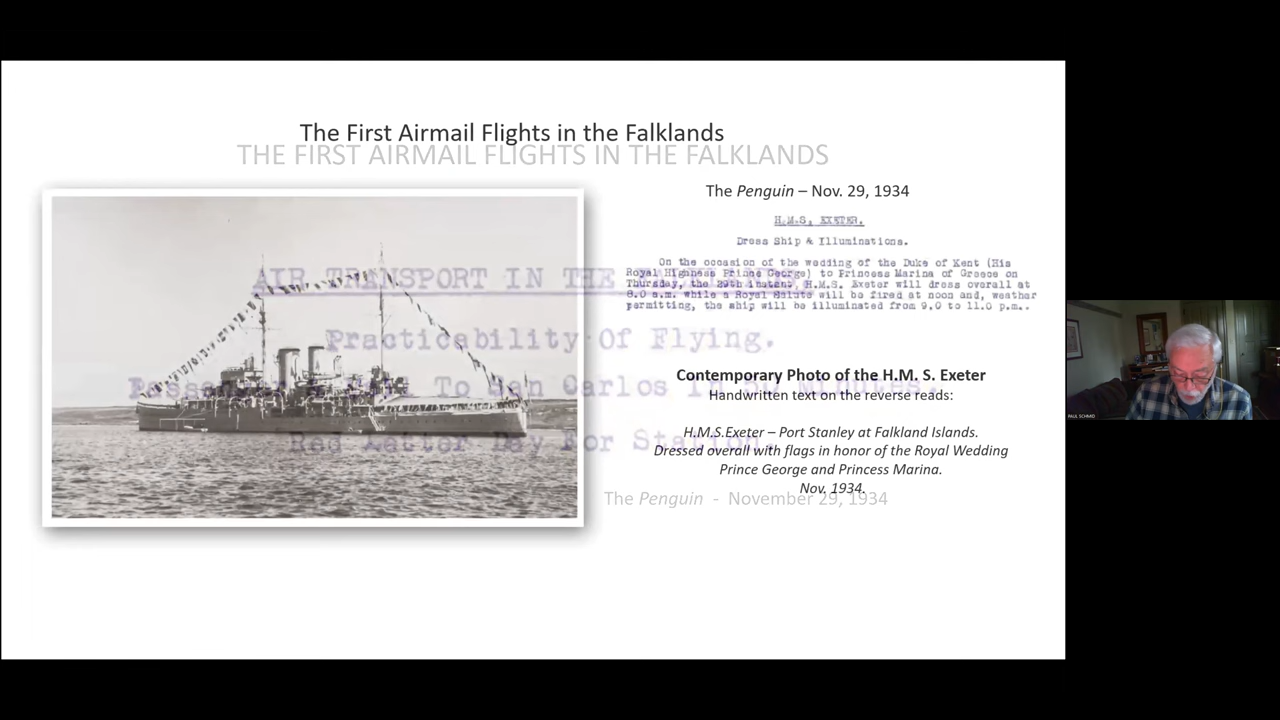 The First Airmail Flights in the Falklands
THE FIRST AIRMAIL FLIGHTS IN THE FALKLANDS
The Penguin – Nov. 29, 1934
H.M.S. EXETER.
Dress Ship & Illuminations.
On the occasion of the wedding of the Duke of Kent (His
Royal Highness Prince George) to Princess Marina of Greece on
Thursday, the 29th instant, H.M.S. Exeter will dress overall at
8.0 a.m. while a Royal Salute will be fired at noon and, weather
permitting, the ship will be illuminated from 9.0 to 11.0 p.m..
AIR TRANSPORT IN THE
Practicability Of Flying.
To San Carlos In 50 Minutes.
Red Letter Day For
Contemporary Photo of the H.M. S. Exeter
Handwritten text on the reverse reads:
H.M.S.Exeter – Port Stanley at Falkland Islands.
Dressed overall with flags in honor of the Royal Wedding
Prince George and Princess Marina.
Nov, 1934.
The Penguin - November 29, 1934
PAUL SCHMID